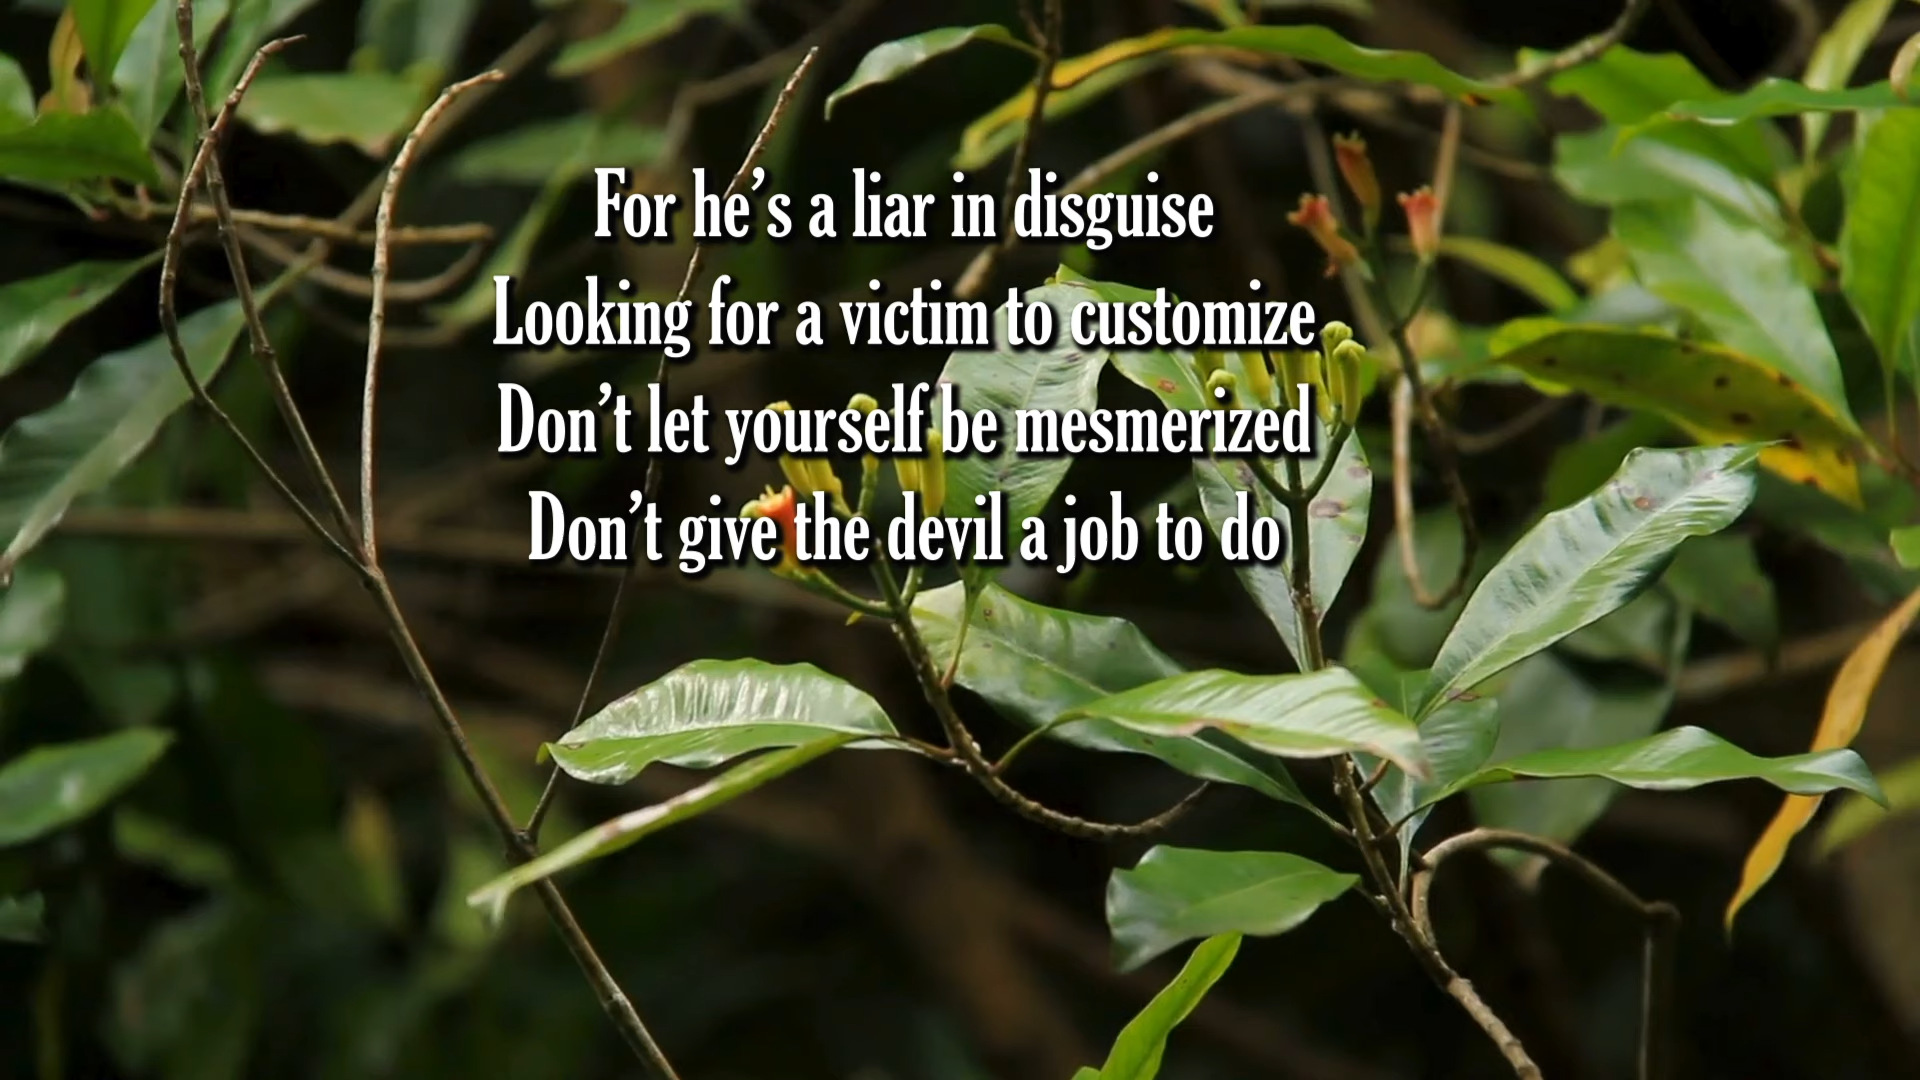 For he’s a liar in disguise
Looking for a victim to customize
Don’t let yourself be mesmerized
Don’t give the devil a job to do